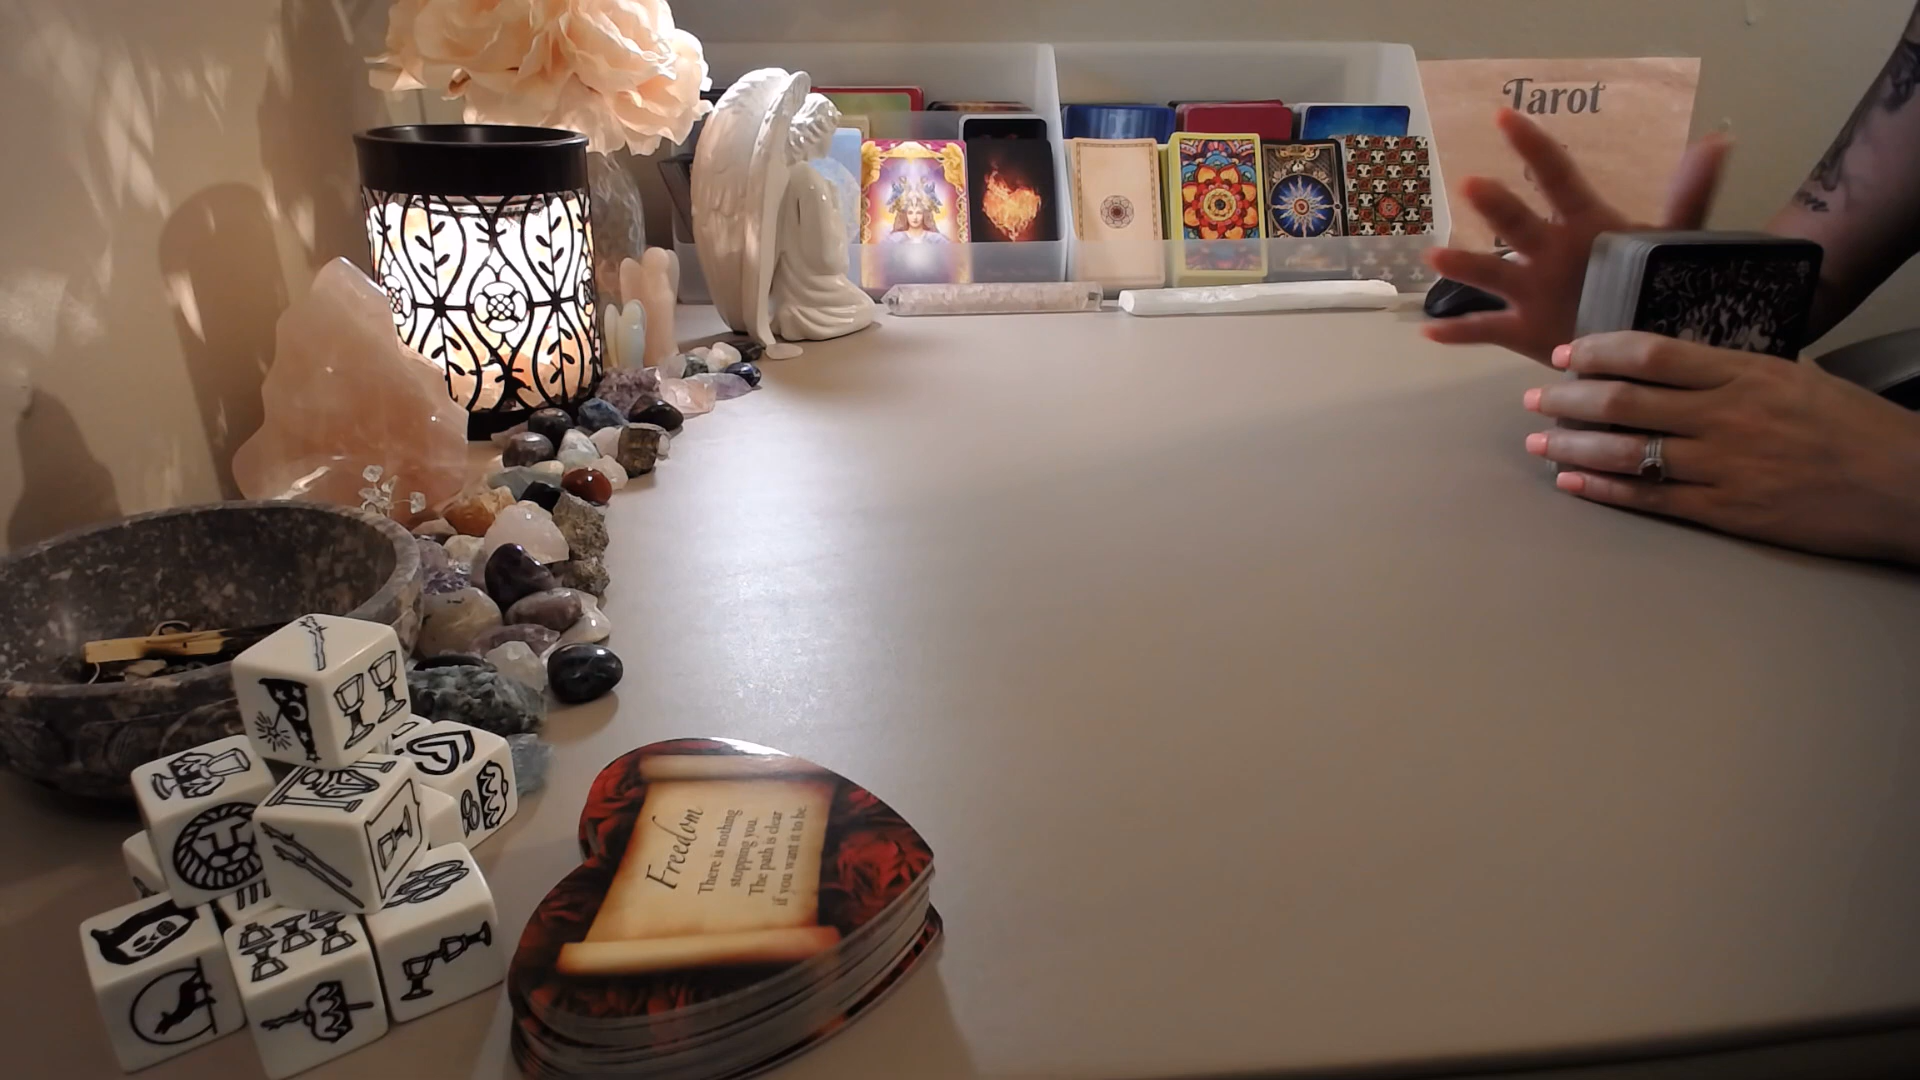 Tarot
Freedom
There is nothing
stopping you.
The path is clear
if you want it to be.